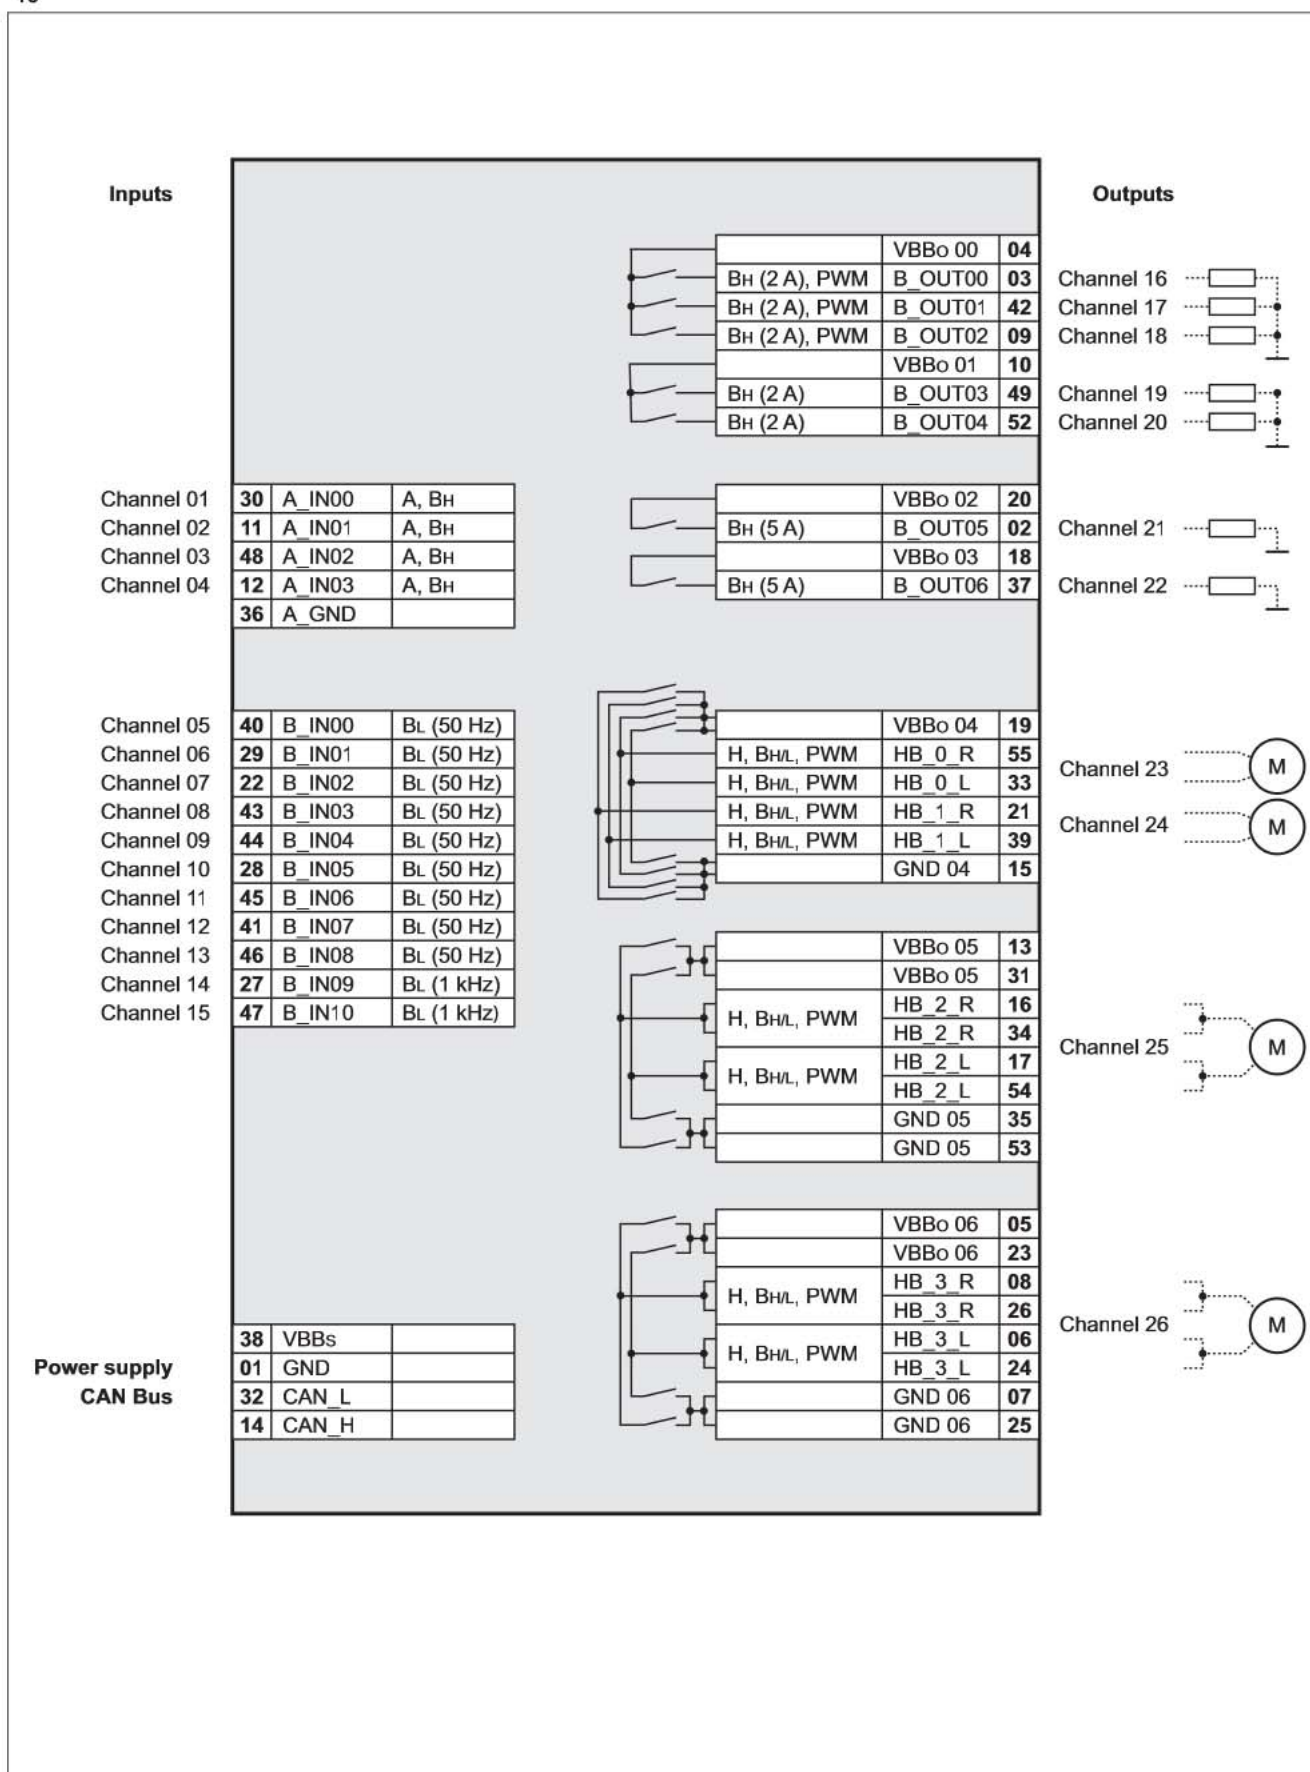 Inputs
Outputs
VBBo 00 04
BH (2 A), PWM B_OUT00 03 Channel 16
BH (2 A), PWM B_OUT01 42 Channel 17
BH (2 A), PWM B_OUT02 09 Channel 18
VBBo 01 10
BH (2 A) B_OUT03 49 Channel 19
BH (2 A) B_OUT04 52 Channel 20
Channel 01 30 A_IN00 A, BH
Channel 02 11 A_IN01 A, BH
Channel 03 48 A_IN02 A, BH
Channel 04 12 A_IN03 A, BH
36 A_GND
VBBo 02 20
BH (5 A) B_OUT05 02 Channel 21
VBBo 03 18
BH (5 A) B_OUT06 37 Channel 22
Channel 05 40 B_IN00 BL (50 Hz)
Channel 06 29 B_IN01 BL (50 Hz)
Channel 07 22 B_IN02 BL (50 Hz)
Channel 08 43 B_IN03 BL (50 Hz)
Channel 09 44 B_IN04 BL (50 Hz)
Channel 10 28 B_IN05 BL (50 Hz)
Channel 11 45 B_IN06 BL (50 Hz)
Channel 12 41 B_IN07 BL (50 Hz)
Channel 13 46 B_IN08 BL (50 Hz)
Channel 14 27 B_IN09 BL (1 kHz)
Channel 15 47 B_IN10 BL (1 kHz)
VBBo 04 19
H, BH/L, PWM HB_0_R 55
H, BH/L, PWM HB_0_L 33
Channel 23 M
H, BH/L, PWM HB_1_R 21
H, BH/L, PWM HB_1_L 39
Channel 24 M
GND 04 15
VBBo 05 13
VBBo 05 31
H, BH/L, PWM HB_2_R 16
HB_2_R 34
Channel 25 M
H, BH/L, PWM HB_2_L 17
HB_2_L 54
GND 05 35
GND 05 53
VBBo 06 05
VBBo 06 23
H, BH/L, PWM HB_3_R 08
HB_3_R 26
Channel 26 M
H, BH/L, PWM HB_3_L 06
HB_3_L 24
GND 06 07
GND 06 25
38 VBBs
Power supply 01 GND
CAN Bus 32 CAN_L
14 CAN_H